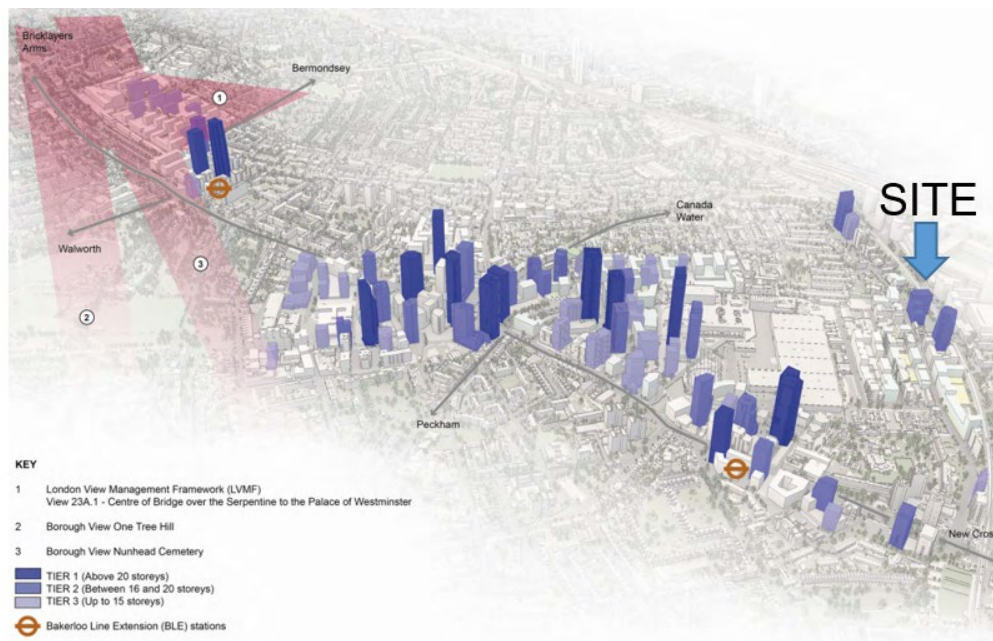 Bricklayers
Arms
Bermondsey
1
SITE
Canada
Water
Walworth
3
2
Peckham
New Cros
KEY
1 London View Management Framework (LVMF)
View 23A.1 - Centre of Bridge over the Serpentine to the Palace of Westminster
2 Borough View One Tree Hill
3 Borough View Nunhead Cemetery
TIER 1 (Above 20 storeys)
TIER 2 (Between 16 and 20 storeys)
TIER 3 (Up to 15 storeys)
Bakerloo Line Extension (BLE) stations